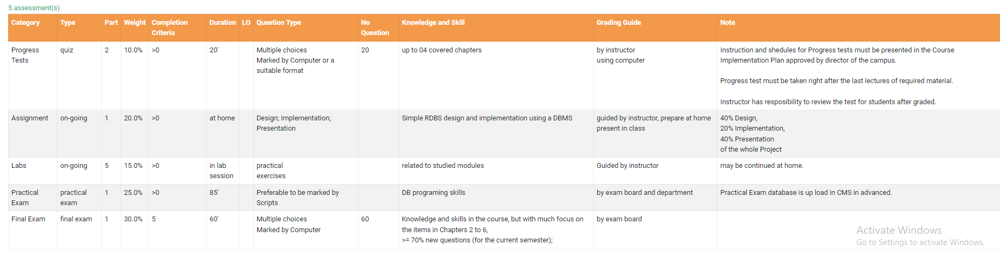 5 assessment(s)
Category Type Part Weight Completion Criteria Duration LO Question Type No Question Knowledge and Skill Grading Guide Note
Progress Tests
quiz
2
10.0%
>0
20'
Multiple choices
Marked by Computer or a
suitable format
20
up to 04 covered chapters
by instructor
using computer
Instruction and shedules for Progress tests must be presented in the Course
Implementation Plan approved by director of the campus.
Progress test must be taken right after the last lectures of required material.
Instructor has resposibility to review the test for students after graded.
Assignment
on-going
1
20.0%
>0
at home
Design; Implementation;
Presentation
Simple RDBS design and implementation using a DBMS
guided by instructor, prepare at home
present in class
40% Design,
20% Implementation,
40% Presentation
of the whole Project
Labs
on-going
5
15.0%
>0
in lab
session
practical
exercises
related to studied modules
Guided by instructor
may be continued at home.
Practical
Exam
practical
exam
1
25.0%
>0
85'
Preferable to be marked by
Scripts
DB programing skills
by exam board and department
Practical Exam database is up load in CMS in advanced.
Final Exam
final exam
1
30.0%
5
60'
Multiple choices
Marked by Computer
60
Knowledge and skills in the course, but with much focus on
the items in Chapters 2 to 6,
>= 70% new questions (for the current semester);
by exam board
Activate Windows
Go to Settings to activate Windows.